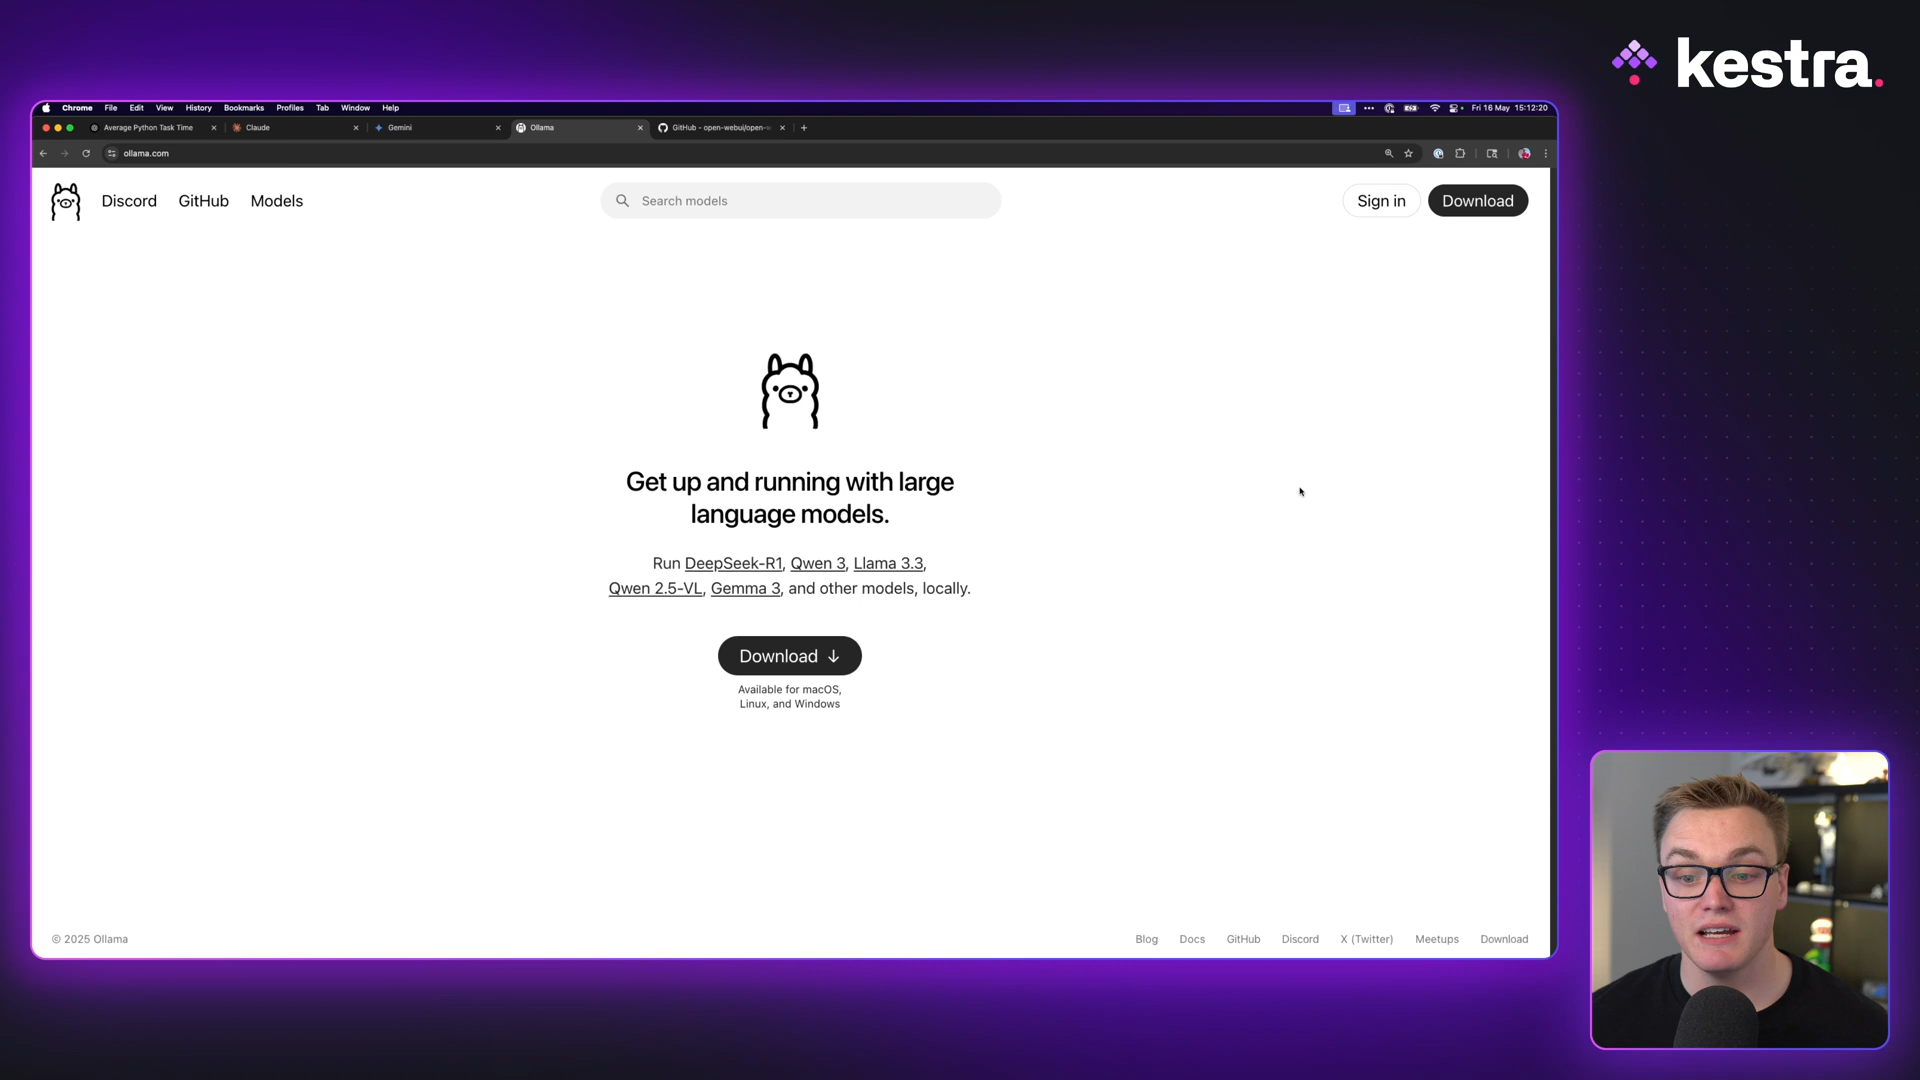 kestra.
Chrome File Edit View History Bookmarks Profiles Tab Window Help
Fri 16 May 15:12:20
Average Python Task Time
Claude
Gemini
Ollama
GitHub - open-webui/open-w
ollama.com
Discord GitHub Models
Search models
Sign in
Download
Get up and running with large
language models.
Run DeepSeek-R1, Qwen 3, Llama 3.3,
Qwen 2.5-VL, Gemma 3, and other models, locally.
Download ↓
Available for macOS,
Linux, and Windows
© 2025 Ollama
Blog Docs GitHub Discord X (Twitter) Meetups Download